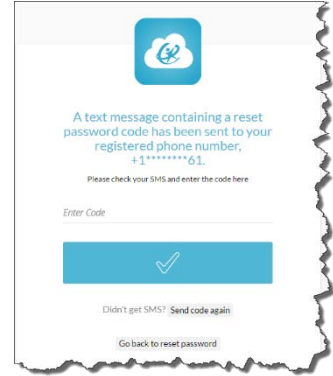 A text message containing a reset
password code has been sent to your
registered phone number,
+1********61.
Please check your SMS and enter the code here
Enter Code
Didn't get SMS? Send code again
Go back to reset password